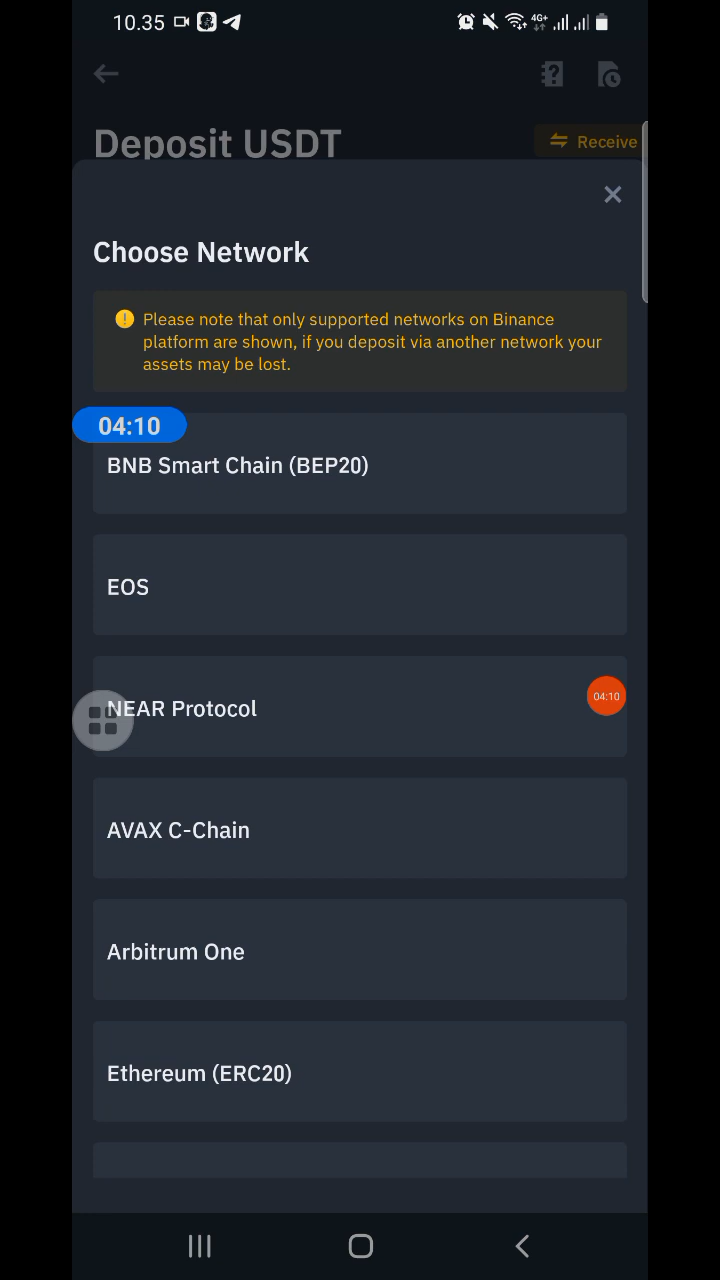 10.35
4G+
Deposit USDT
Receive
Choose Network
Please note that only supported networks on Binance
platform are shown, if you deposit via another network your
assets may be lost.
04:10
BNB Smart Chain (BEP20)
EOS
04:10
NEAR Protocol
AVAX C-Chain
Arbitrum One
Ethereum (ERC20)